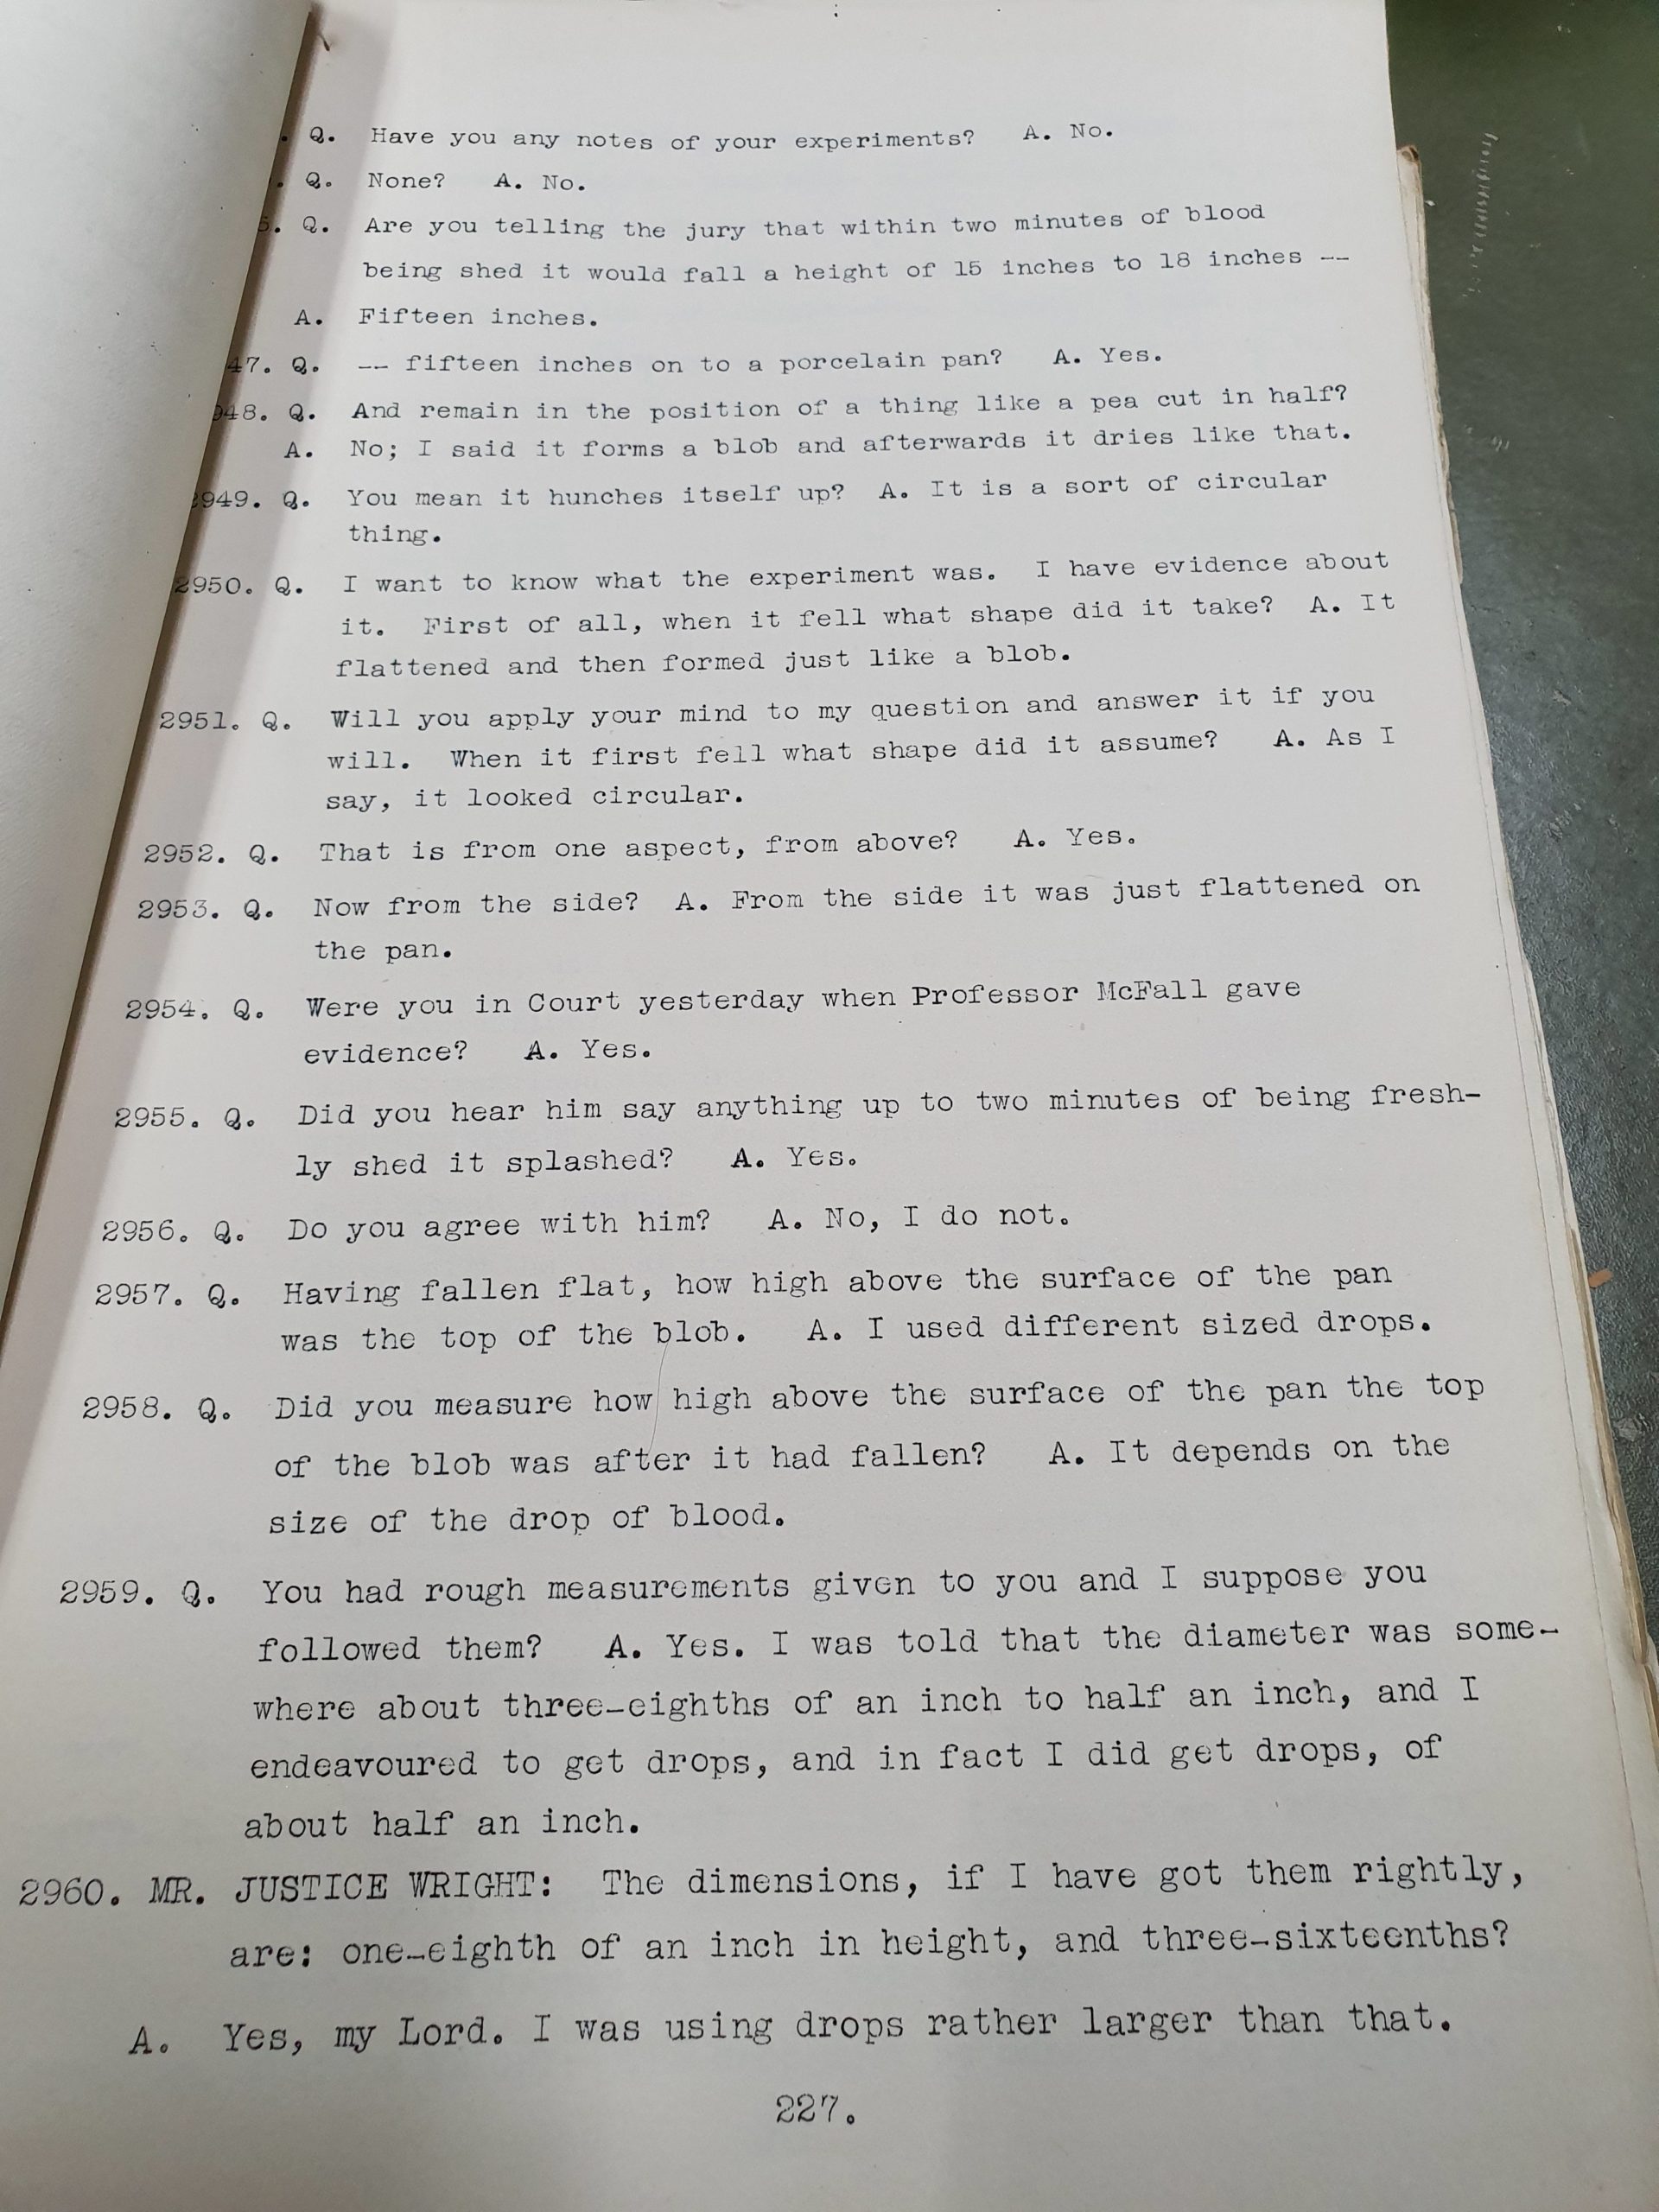 . Q. Have you any notes of your experiments? A. No.
. Q. None? A. No.
6. Q. Are you telling the jury that within two minutes of blood
being shed it would fall a height of 15 inches to 18 inches --
A. Fifteen inches.
47. Q. -- fifteen inches on to a porcelain pan? A. Yes.
948. Q. And remain in the position of a thing like a pea cut in half?
A. No; I said it forms a blob and afterwards it dries like that.
2949. Q. You mean it hunches itself up? A. It is a sort of circular
thing.
2950. Q. I want to know what the experiment was. I have evidence about
it. First of all, when it fell what shape did it take? A. It
flattened and then formed just like a blob.
2951. Q. Will you apply your mind to my question and answer it if you
will. When it first fell what shape did it assume? A. As I
say, it looked circular.
2952. Q. That is from one aspect, from above? A. Yes.
2953. Q. Now from the side? A. From the side it was just flattened on
the pan.
2954. Q. Were you in Court yesterday when Professor McFall gave
evidence? A. Yes.
2955. Q. Did you hear him say anything up to two minutes of being fresh-
ly shed it splashed? A. Yes.
2956. Q. Do you agree with him? A. No, I do not.
2957. Q. Having fallen flat, how high above the surface of the pan
was the top of the blob. A. I used different sized drops.
2958. Q. Did you measure how high above the surface of the pan the top
of the blob was after it had fallen? A. It depends on the
size of the drop of blood.
2959. Q. You had rough measurements given to you and I suppose you
followed them? A. Yes. I was told that the diameter was some-
where about three-eighths of an inch to half an inch, and I
endeavoured to get drops, and in fact I did get drops, of
about half an inch.
2960. MR. JUSTICE WRIGHT: The dimensions, if I have got them rightly,
are: one-eighth of an inch in height, and three-sixteenths?
A. Yes, my Lord. I was using drops rather larger than that.
227.